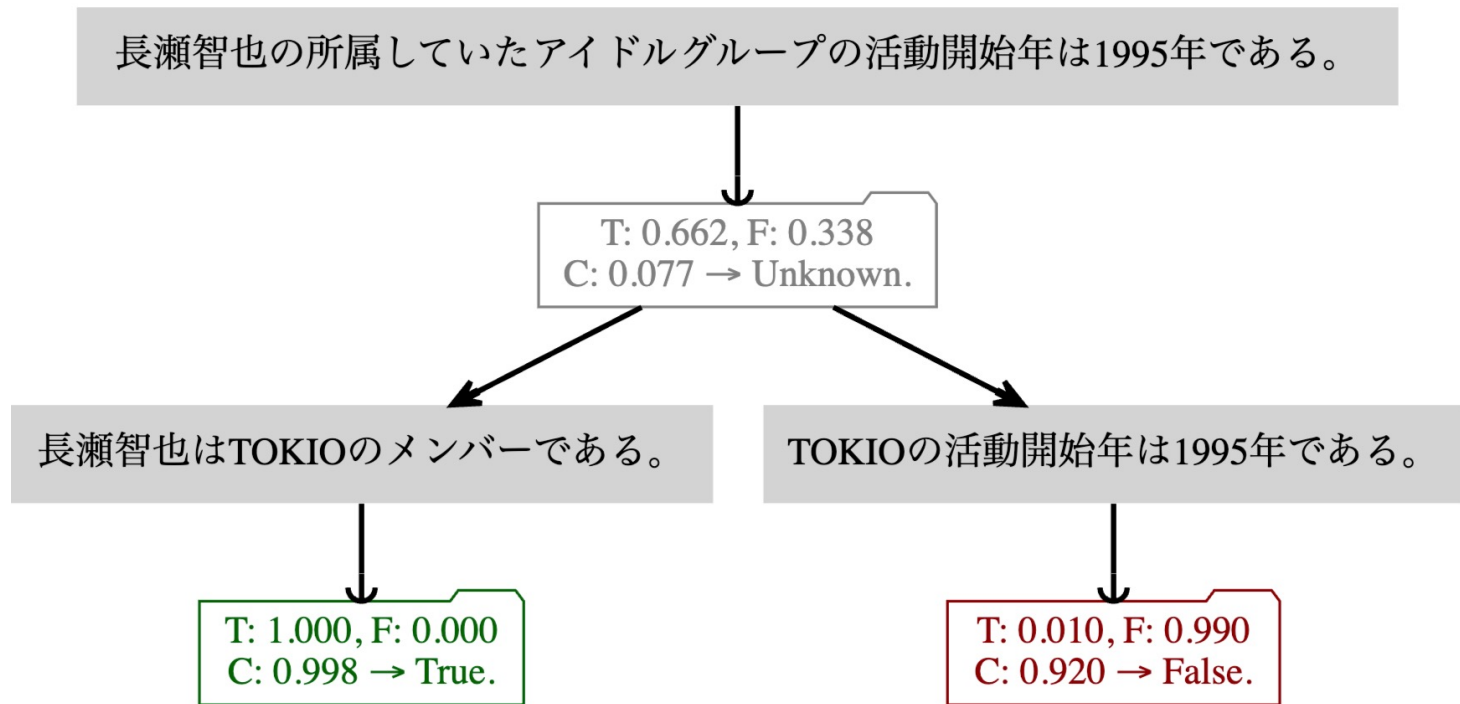 長瀬智也の所属していたアイドルグループの活動開始年は1995年である。
T: 0.662, F: 0.338
C: 0.077 → Unknown.
長瀬智也はTOKIOのメンバーである。
TOKIOの活動開始年は1995年である。
T: 1.000, F: 0.000
C: 0.998 → True.
T: 0.010, F: 0.990
C: 0.920 → False.